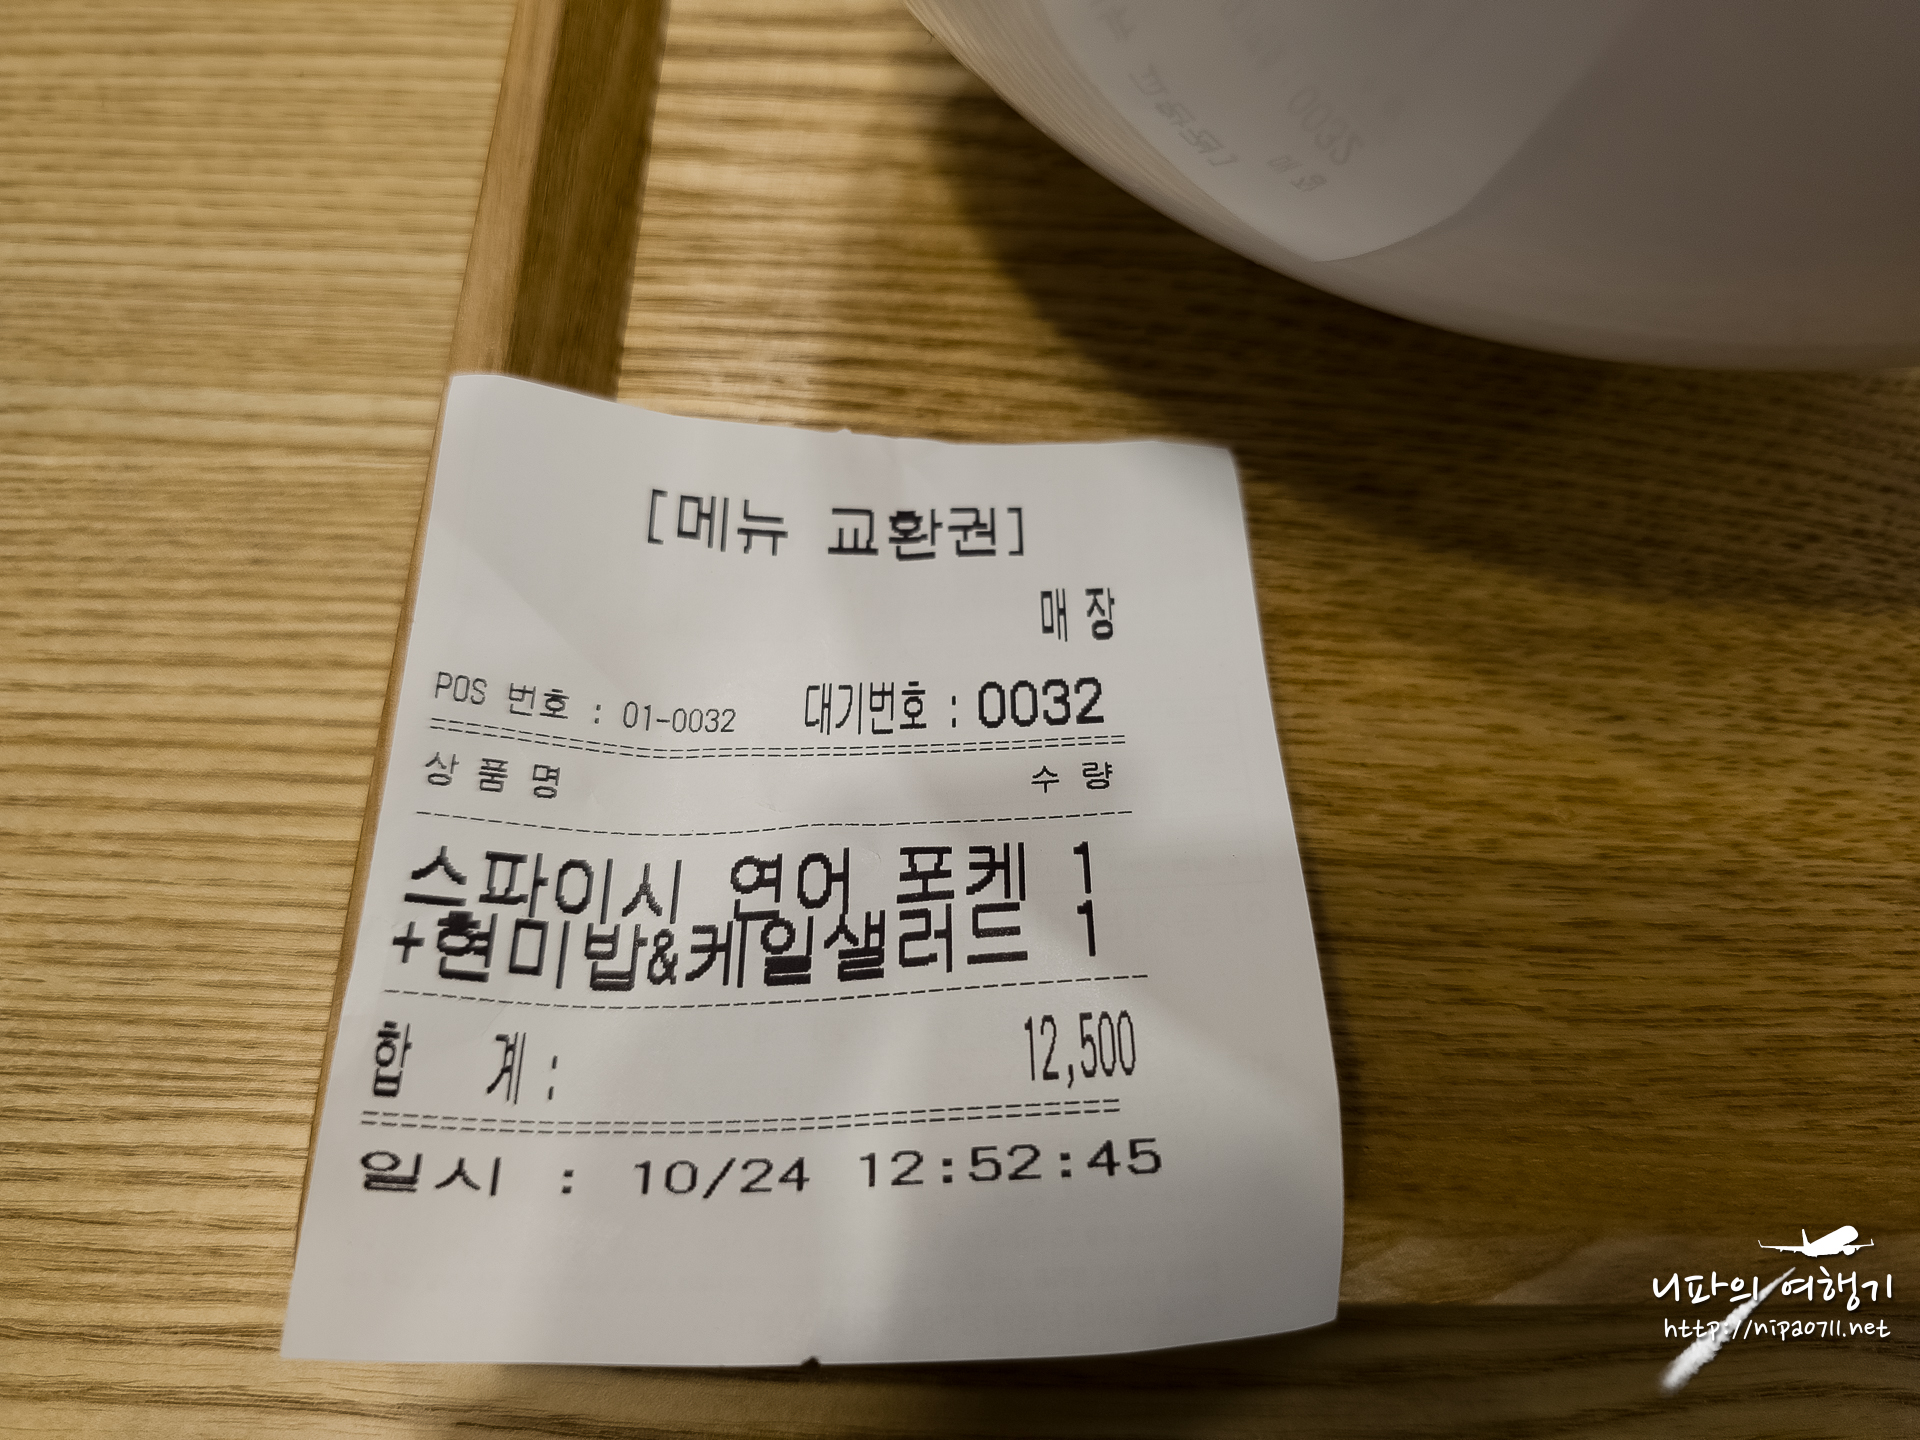 [메뉴 교환권]
매장
POS 번호 : 01-0032 대기번호 : 0032
상 품 명 수 량
스파이시 연어 포켓 1
+현미밥&케일샐러드 1
합 계 : 12,500
일시 : 10/24 12:52:45
니파의 여행기
http://nipa0711.net